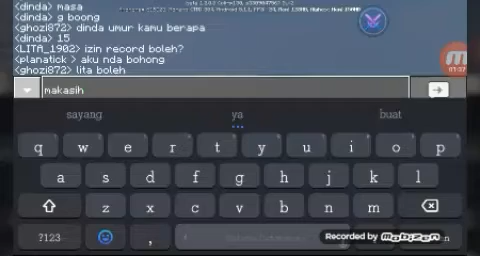 <dinda> masa
<dinda> g boong
<ghozi872> dinda umur kamu berapa
<dinda> 15
<LITA_1902> izin record boleh?
<planatick > aku nda bohong
<ghozi872> lita boleh
makasih
sayang ya buat
q w e r t y u i o p
a s d f g h j k l
z x c v b n m
?123 ,
Recorded by Mobizen